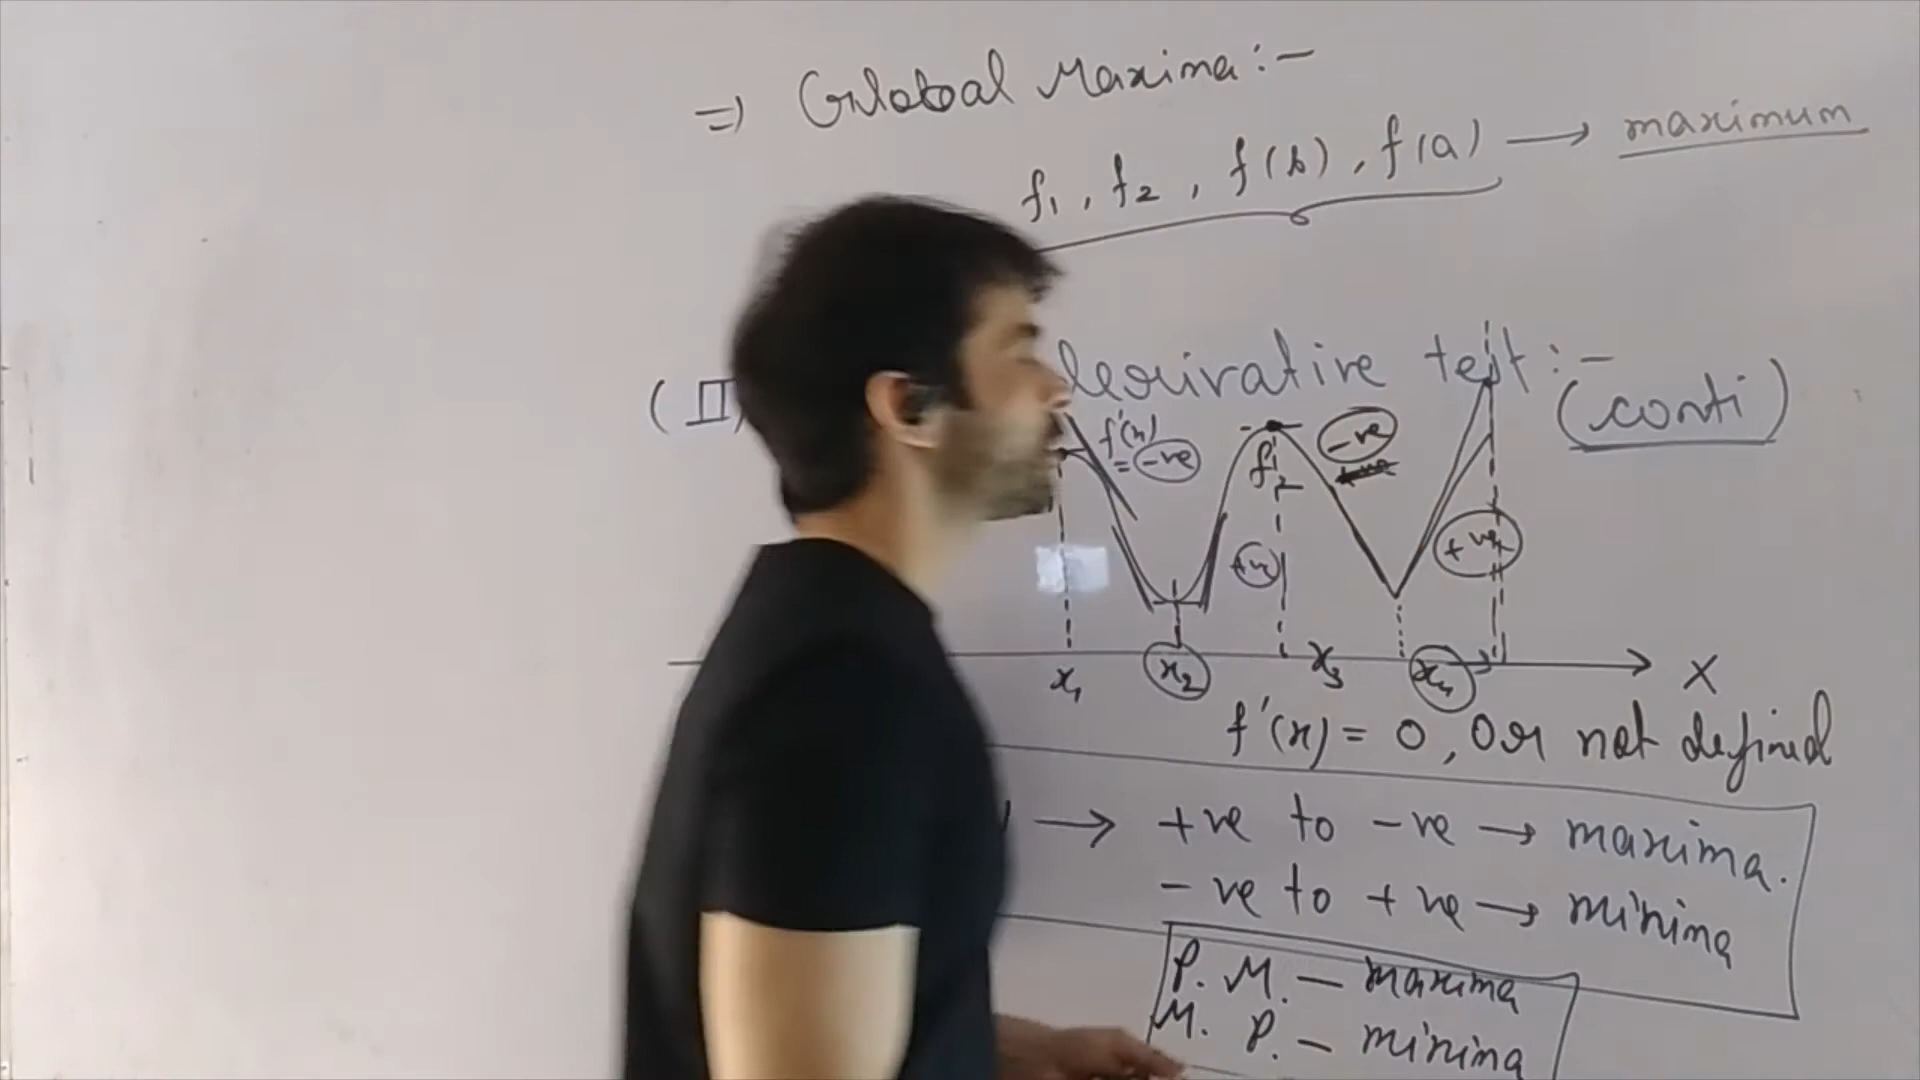 =) Global Maxima:-
f₁, f₂, f(b), f(a) → maximum
(II) derivative test:-
(conti)
f'(x) = -ve
f₂
-ve
+ve
+ve
x₁ x₂ x₃ x₄ X
f'(x) = 0, Or not defined
→ +ve to -ve → maxima.
- ve to + ve → minima
P. M. — maxima
M. P. — minima